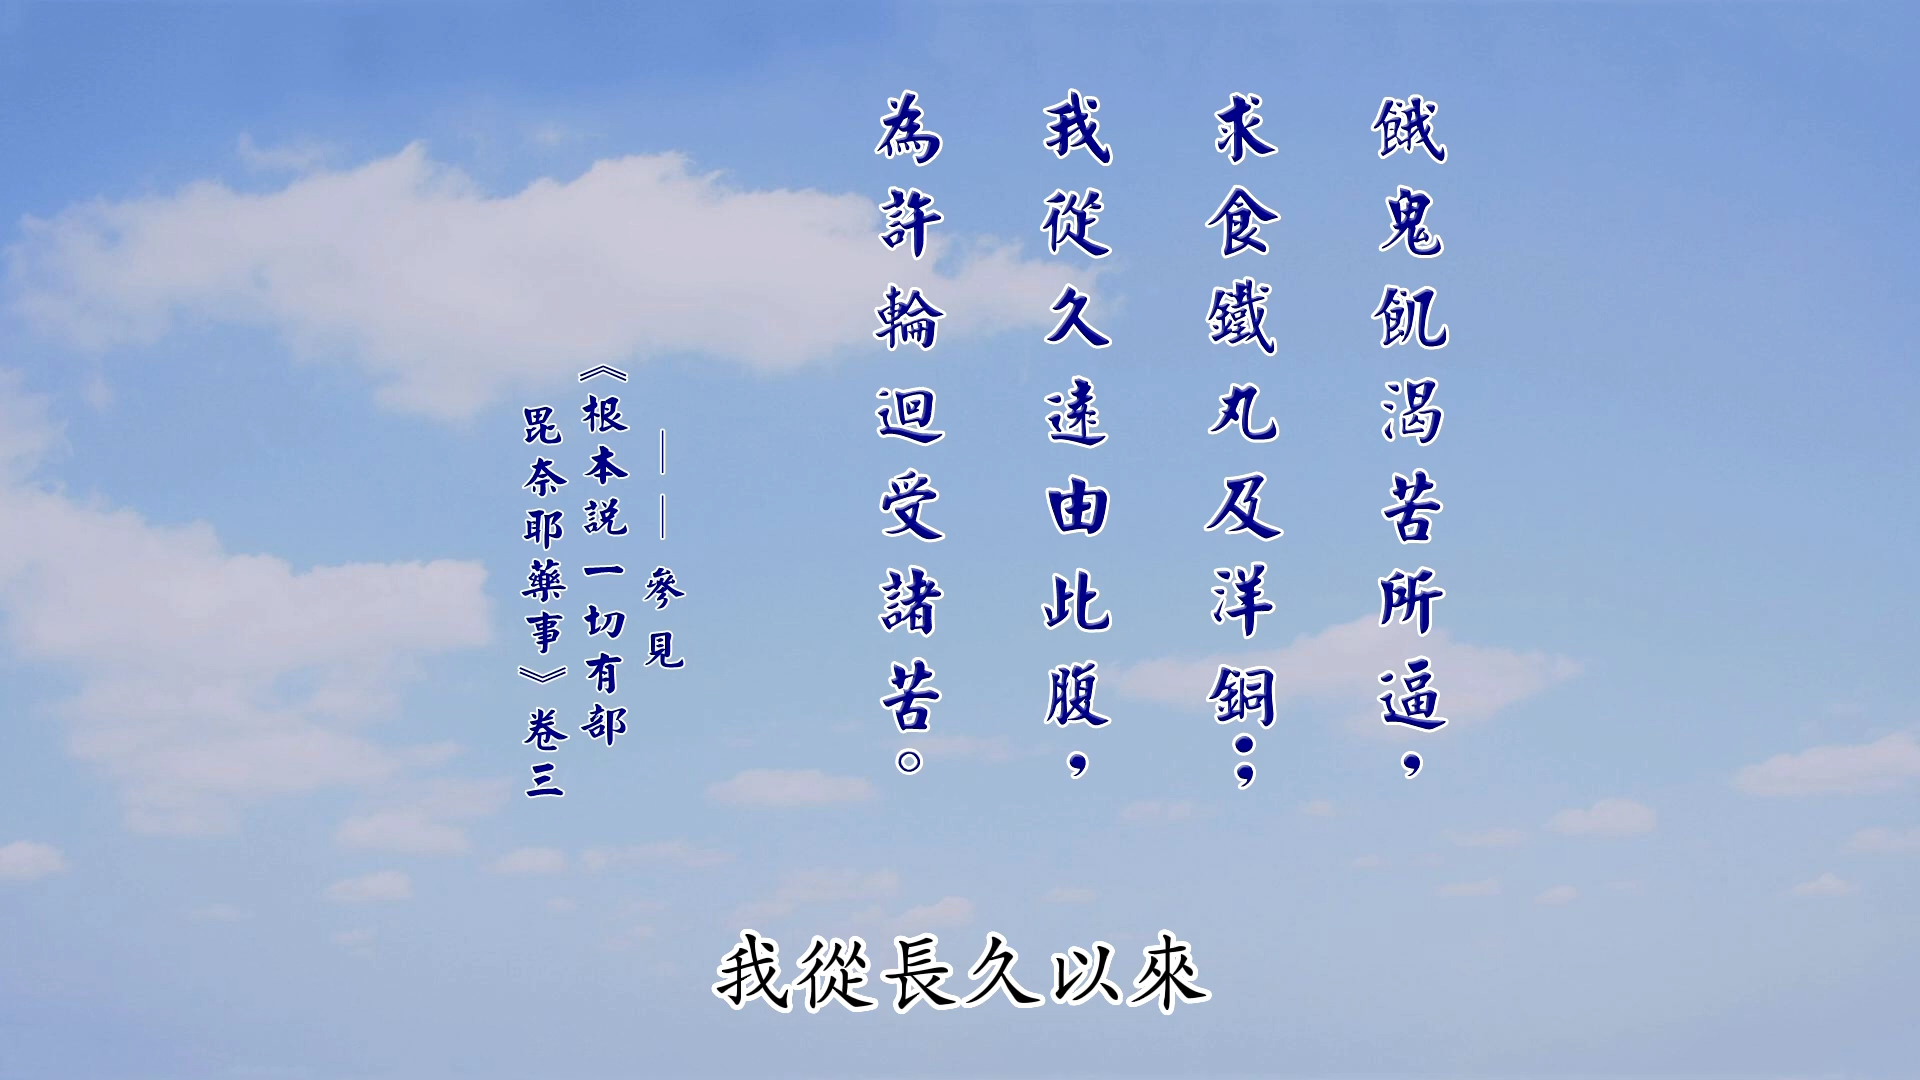 餓鬼飢渴苦所逼，
求食鐵丸及洋銅；
我從久遠由此腹，
為許輪迴受諸苦。
——參見
《根本説一切有部
毘奈耶藥事》卷三
我從長久以來